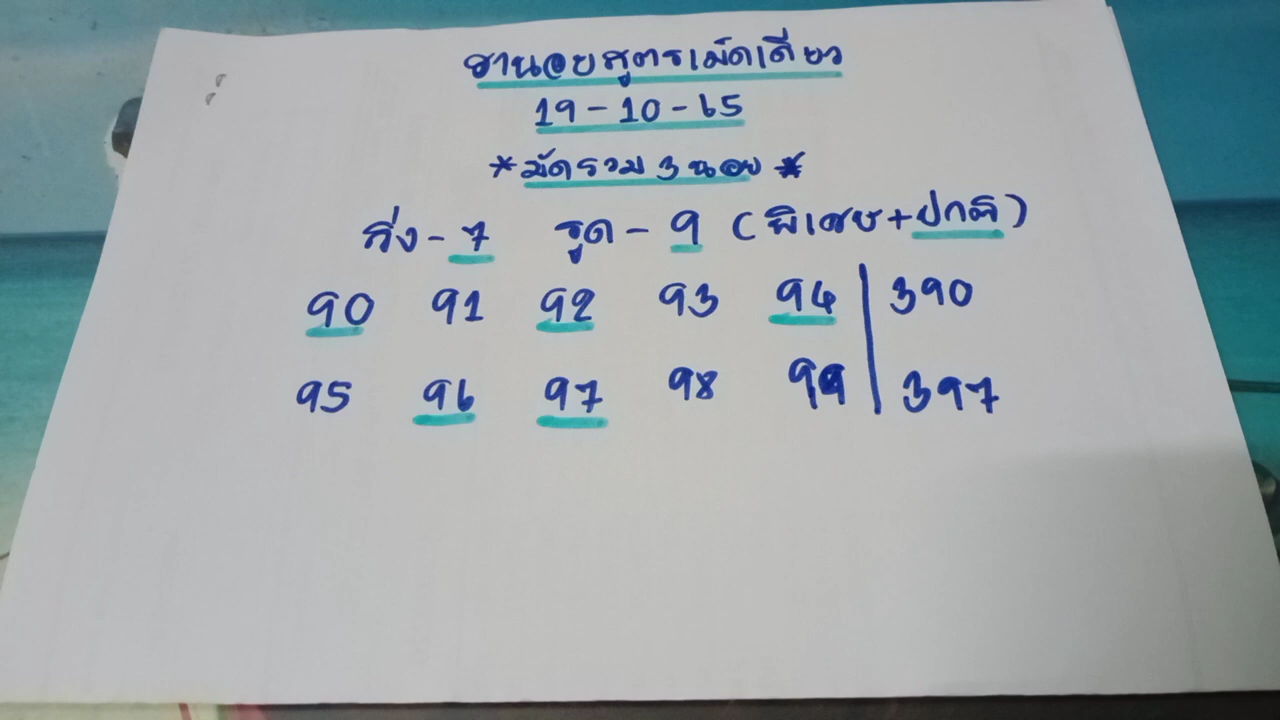 ฮานอยสูตรเม็ดเดียว
19-10-65
*มัดรวม 3 นอย*
กิ่ง-7 รูด-9 (พิเศษ+ปกติ)
90 91 92 93 94 | 390
95 96 97 98 99 | 397